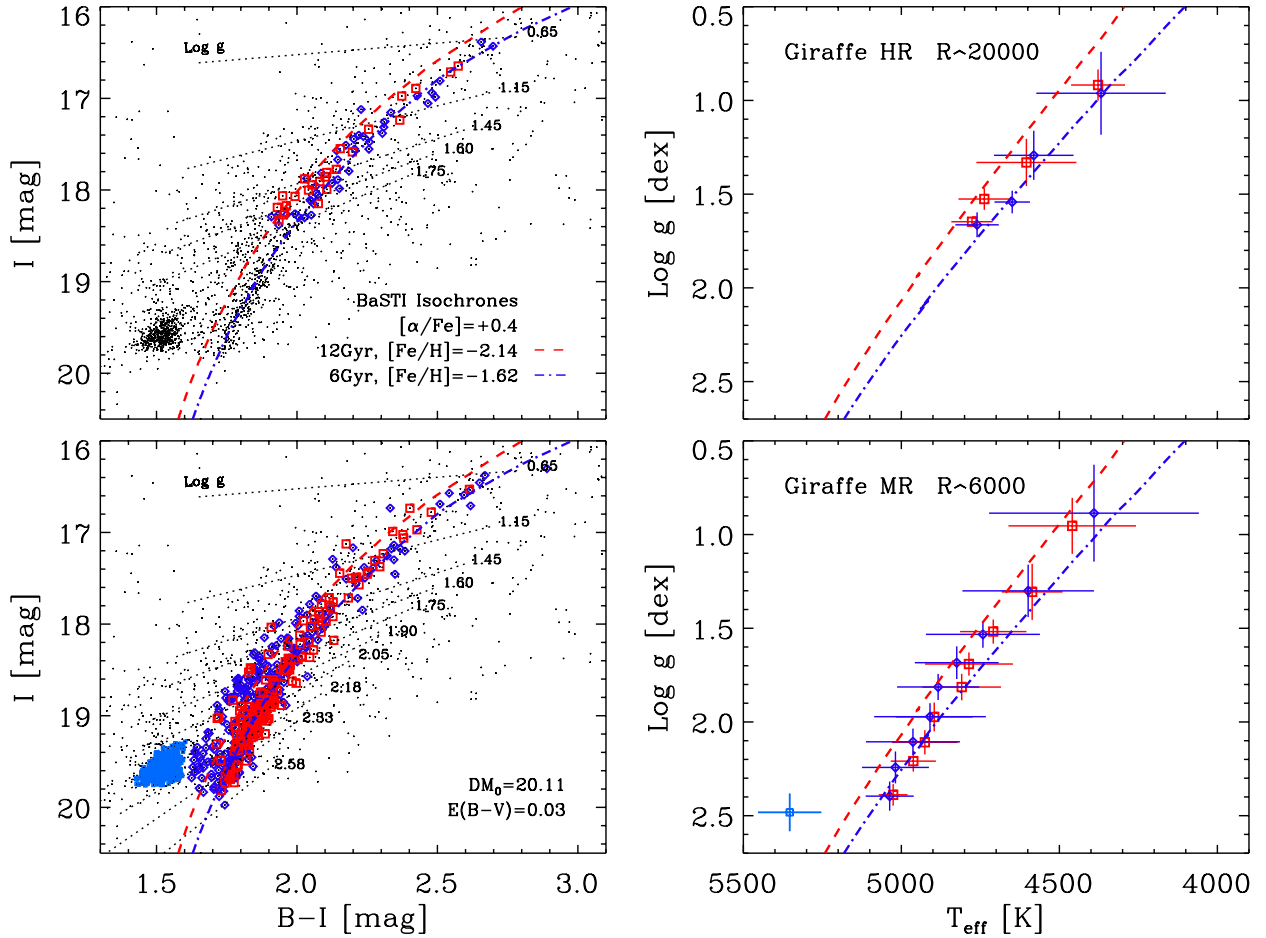 16
17
18
19
20
I [mag]
Log g
0.65
1.15
1.45
1.60
1.75
BaSTI Isochrones
[α/Fe]=+0.4
12Gyr, [Fe/H]=−2.14
6Gyr, [Fe/H]=−1.62
0.5
1.0
1.5
2.0
2.5
Log g [dex]
Giraffe HR R~20000
16
17
18
19
20
I [mag]
Log g
0.65
1.15
1.45
1.60
1.75
1.90
2.05
2.18
2.33
2.58
DM₀=20.11
E(B−V)=0.03
1.5 2.0 2.5 3.0
B−I [mag]
0.5
1.0
1.5
2.0
2.5
Log g [dex]
Giraffe MR R~6000
5500 5000 4500 4000
T_eff [K]